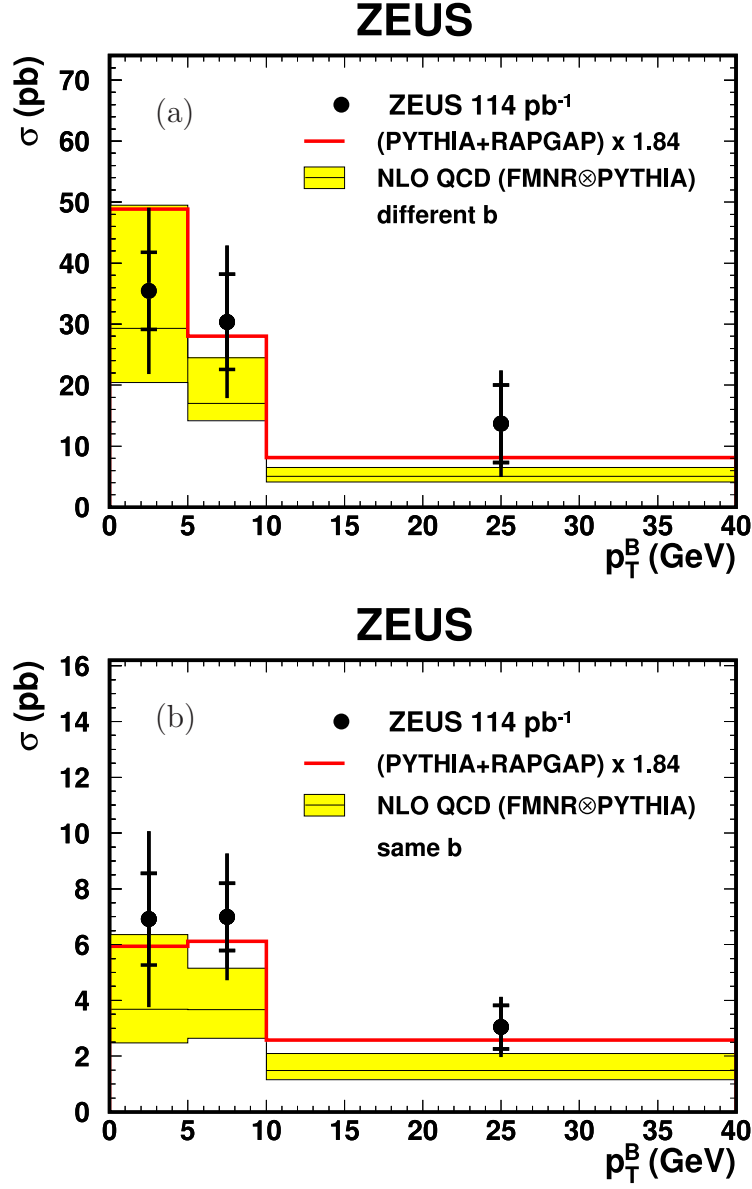 ZEUS
σ (pb)
70
60
50
40
30
20
10
0
(a)
ZEUS 114 pb⁻¹
(PYTHIA+RAPGAP) x 1.84
NLO QCD (FMNR⊗PYTHIA)
different b
0 5 10 15 20 25 30 35 40
p_T^B (GeV)
ZEUS
σ (pb)
16
14
12
10
8
6
4
2
0
(b)
ZEUS 114 pb⁻¹
(PYTHIA+RAPGAP) x 1.84
NLO QCD (FMNR⊗PYTHIA)
same b
0 5 10 15 20 25 30 35 40
p_T^B (GeV)